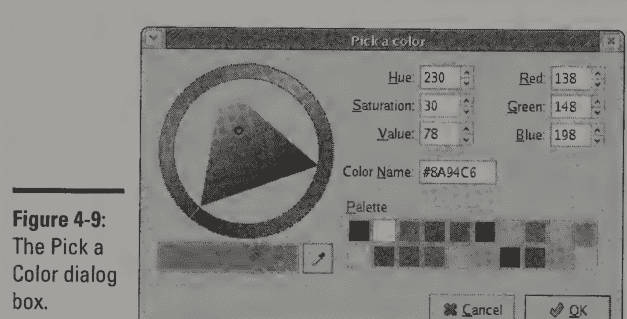 Pick a color
Hue: 230 Red: 138
Saturation: 30 Green: 148
Value: 78 Blue: 198
Color Name: #8A94C6
Palette
Figure 4-9:
The Pick a
Color dialog
box.
Cancel OK